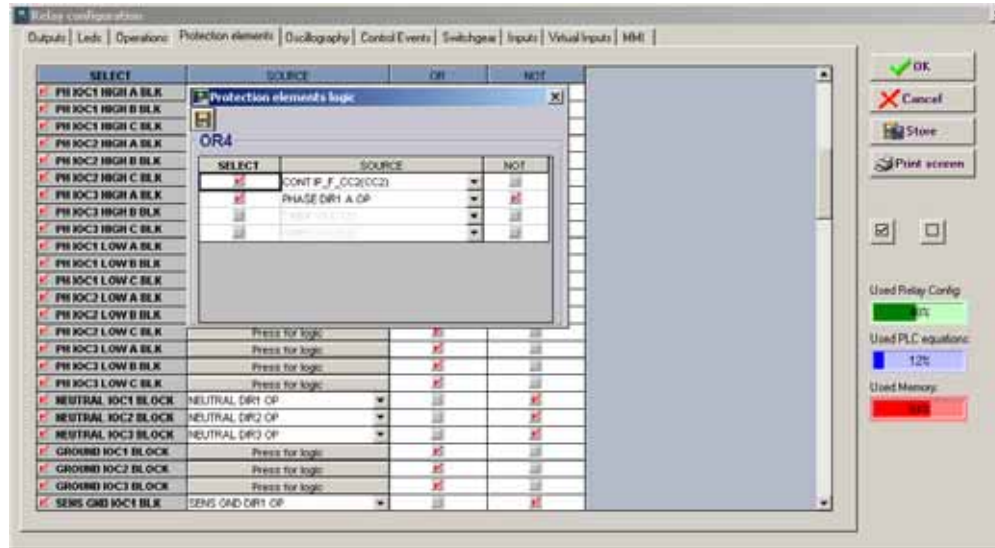 Relay configuration
Outputs Leds Operations Protection elements Oscillography Control Events Switchgear Inputs Virtual Inputs MMI
SELECT SOURCE OR NOT
PH IOC1 HIGH A BLK
PH IOC1 HIGH B BLK
PH IOC1 HIGH C BLK
PH IOC2 HIGH A BLK
PH IOC2 HIGH B BLK
PH IOC2 HIGH C BLK
PH IOC3 HIGH A BLK
PH IOC3 HIGH B BLK
PH IOC3 HIGH C BLK
PH IOC1 LOW A BLK
PH IOC1 LOW B BLK
PH IOC1 LOW C BLK
PH IOC2 LOW A BLK
PH IOC2 LOW B BLK
PH IOC2 LOW C BLK Press for logic
PH IOC3 LOW A BLK Press for logic
PH IOC3 LOW B BLK Press for logic
PH IOC3 LOW C BLK Press for logic
NEUTRAL IOC1 BLOCK NEUTRAL DIR1 OP
NEUTRAL IOC2 BLOCK NEUTRAL DIR2 OP
NEUTRAL IOC3 BLOCK NEUTRAL DIR3 OP
GROUND IOC1 BLOCK Press for logic
GROUND IOC2 BLOCK Press for logic
GROUND IOC3 BLOCK Press for logic
SENS GND IOC1 BLK SENS GND DIR1 OP
Protection elements logic
OR4
SELECT SOURCE NOT
CONT IP_F_CC2(CC2)
PHASE DIR1 A OP
OK
Cancel
Store
Print screen
Used Relay Config:
Used PLC equations:
12%
Used Memory: